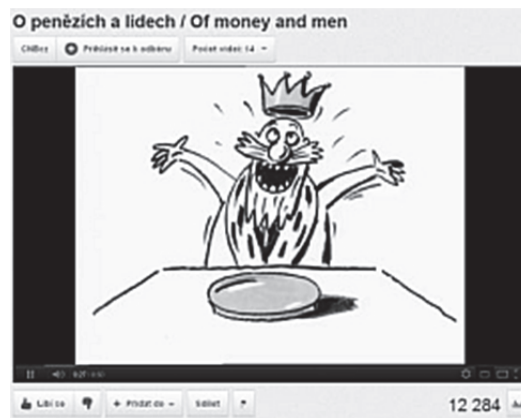 O penězích a lidech / Of money and men
CNBcz Přihlásit se k odběru Počet videí: 14
Líbí se Přidat do Sdílet 12 284